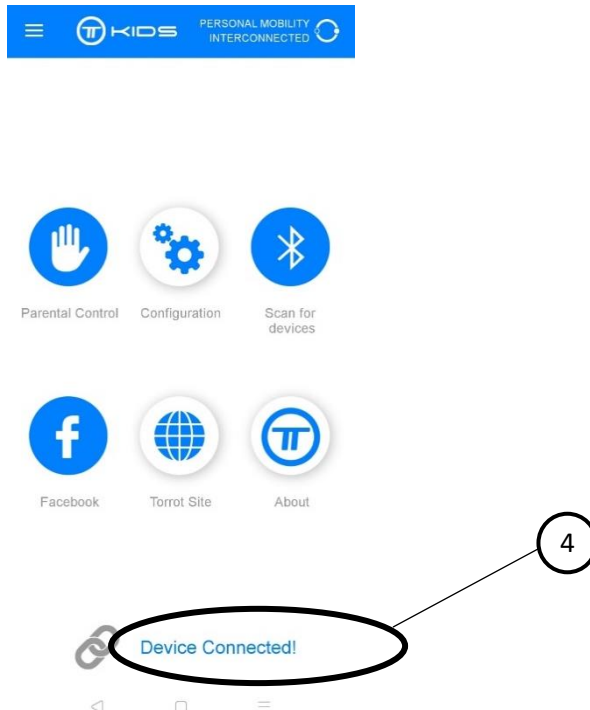 KIDS
PERSONAL MOBILITY
INTERCONNECTED
Parental Control
Configuration
Scan for
devices
Facebook
Torrot Site
About
4
Device Connected!